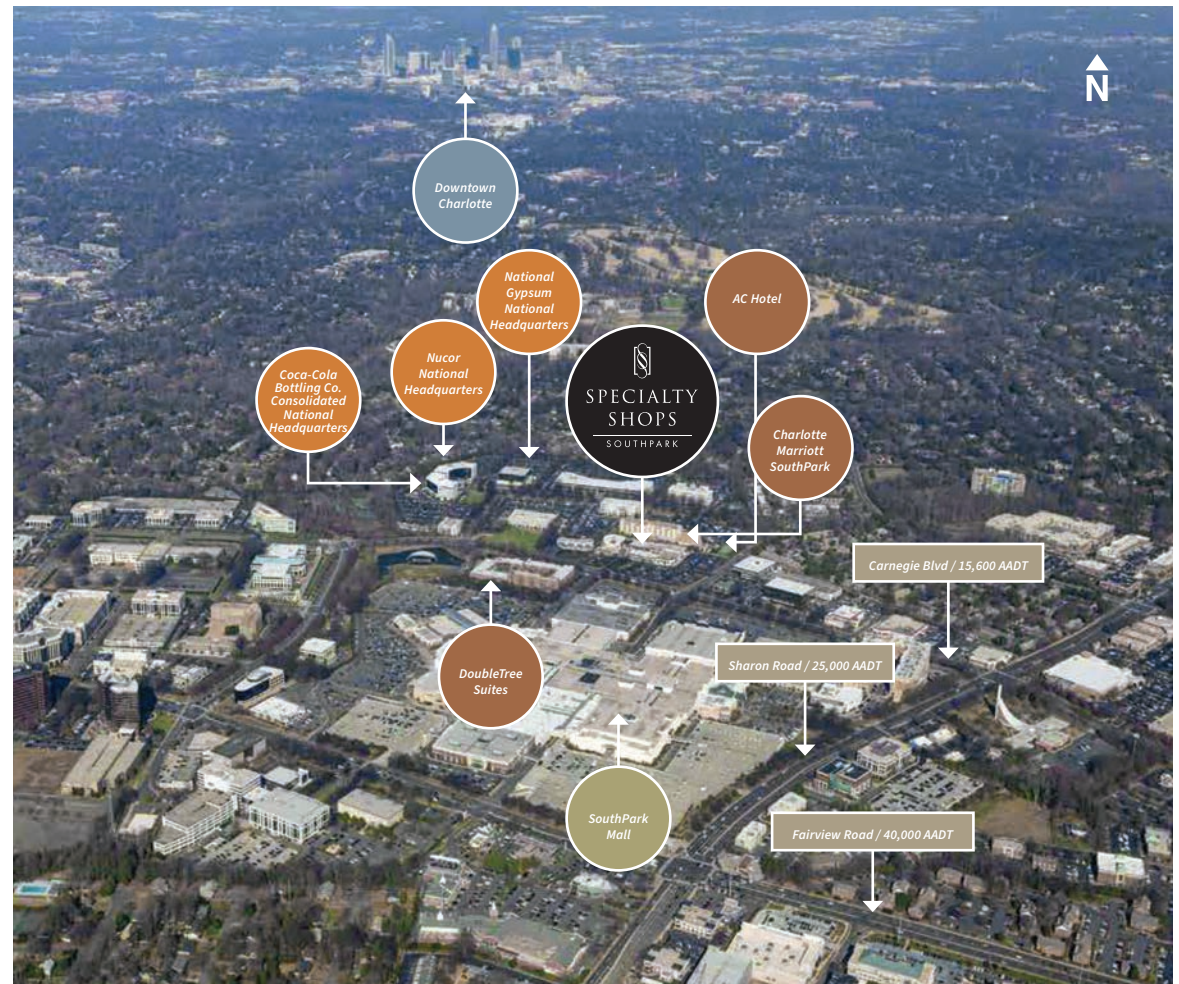 N
Downtown
Charlotte
National
Gypsum
National
Headquarters
AC Hotel
Nucor
National
Headquarters
Coca-Cola
Bottling Co.
Consolidated
National
Headquarters
SPECIALTY
SHOPS
SOUTHPARK
Charlotte
Marriott
SouthPark
Carnegie Blvd / 15,600 AADT
Sharon Road / 25,000 AADT
DoubleTree
Suites
SouthPark
Mall
Fairview Road / 40,000 AADT